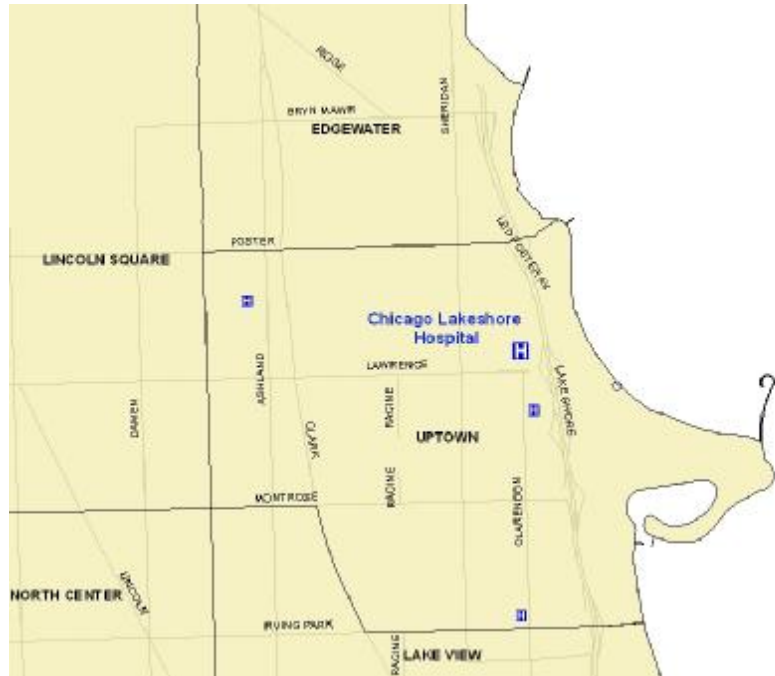 RIDGE
SHERIDAN
BRYN MAWR
EDGEWATER
FOSTER
LINCOLN SQUARE
Chicago Lakeshore
Hospital
H
H
LAWRENCE
LAKE SHORE
ASHLAND
DAMEN
RACINE
H
CLARK
UPTOWN
RACINE
MONTROSE
CLARENDON
NORTH CENTER
LINCOLN
H
IRVING PARK
RACINE
LAKE VIEW